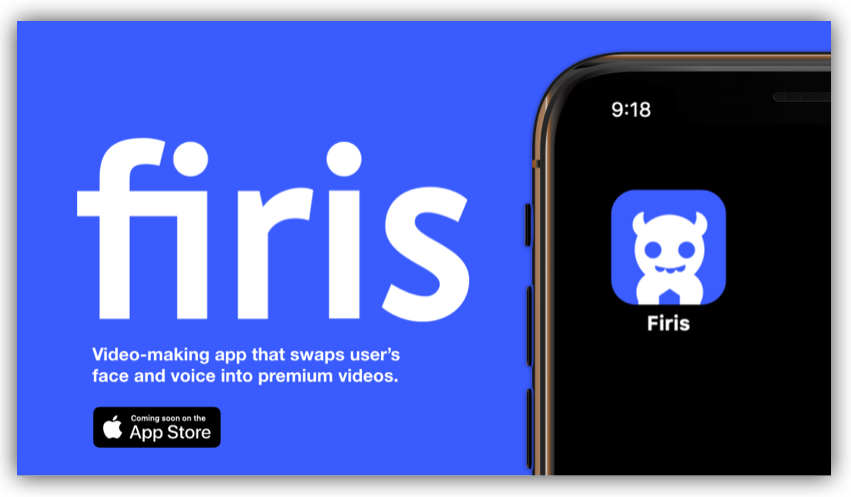 firis
Video-making app that swaps user's
face and voice into premium videos.
Coming soon on the
App Store
9:18
Firis